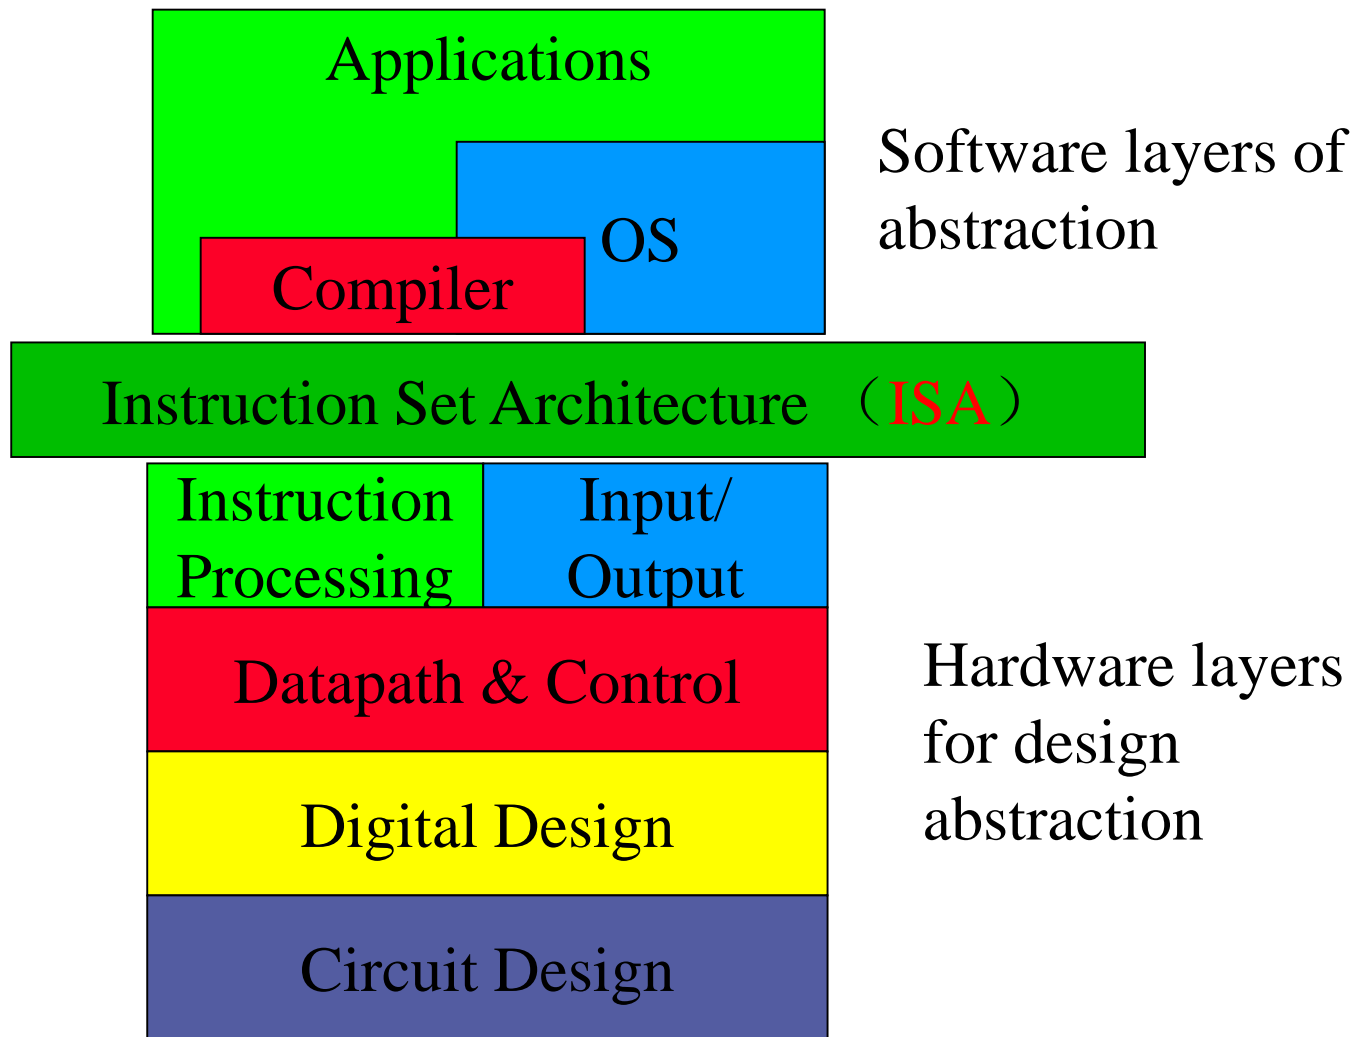 Applications
Software layers of
abstraction
OS
Compiler
Instruction Set Architecture （ISA）
Instruction
Processing
Input/
Output
Datapath & Control
Hardware layers
for design
abstraction
Digital Design
Circuit Design